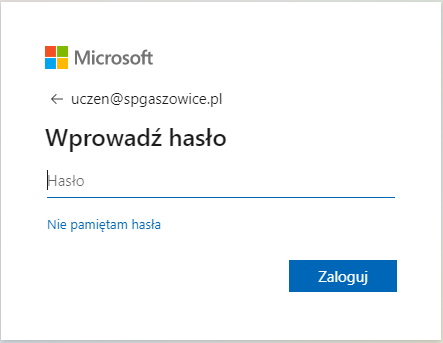 Microsoft
← uczen@spgaszowice.pl
Wprowadź hasło
Hasło
Nie pamiętam hasła
Zaloguj